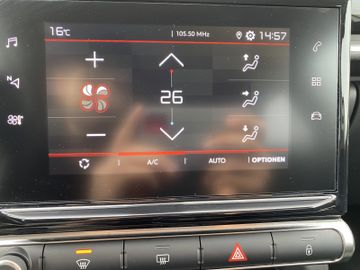 16°C 105.50 MHz 14:57
26
A/C AUTO OPTIONEN